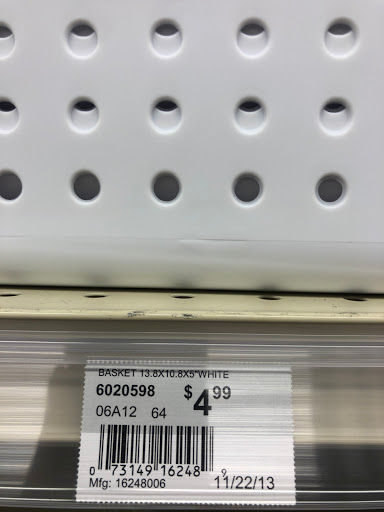 BASKET 13.8X10.8X5"WHITE
6020598 $4.99
06A12 64
0 73149 16248 9
Mfg: 16248006 11/22/13